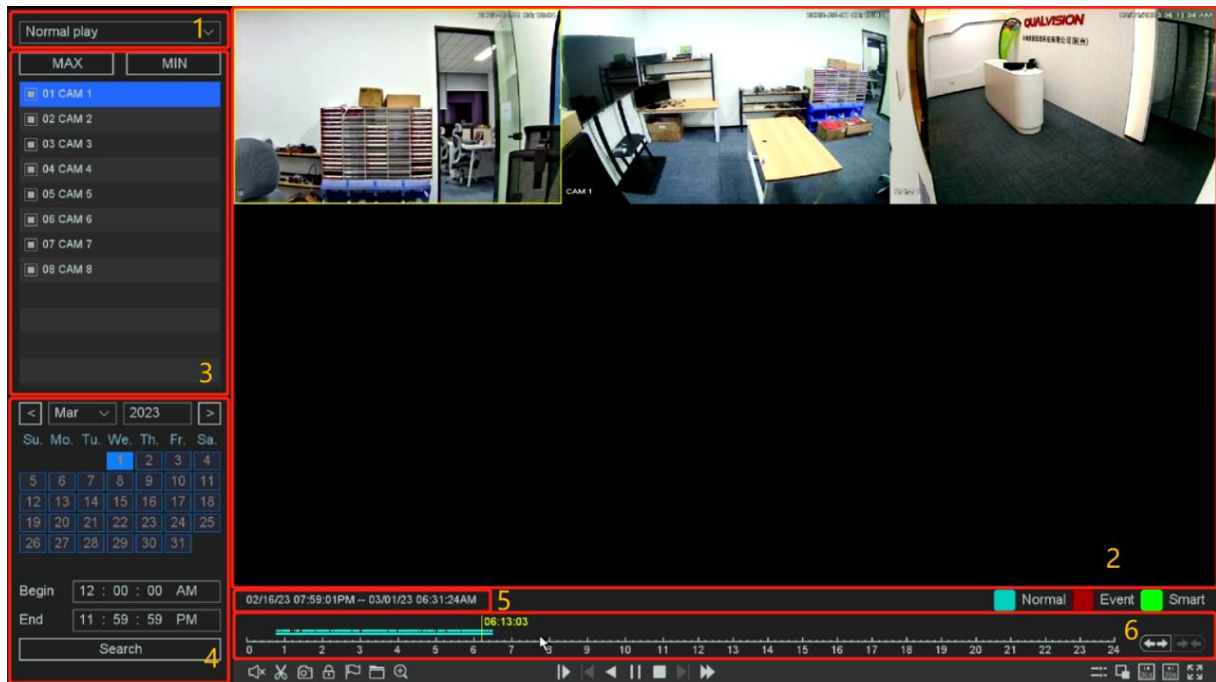 Normal play
1
MAX MIN
01 CAM 1
02 CAM 2
03 CAM 3
04 CAM 4
05 CAM 5
06 CAM 6
07 CAM 7
08 CAM 8
3
< Mar 2023 >
Su. Mo. Tu. We. Th. Fr. Sa.
1 2 3 4
5 6 7 8 9 10 11
12 13 14 15 16 17 18
19 20 21 22 23 24 25
26 27 28 29 30 31
Begin 12 : 00 : 00 AM
End 11 : 59 : 59 PM
Search
4
QUALVISION
CAM 1
2
02/16/23 07:59:01PM -- 03/01/23 06:31:24AM
5
Normal Event Smart
06:13:03
0 1 2 3 4 5 6 7 8 9 10 11 12 13 14 15 16 17 18 19 20 21 22 23 24
6